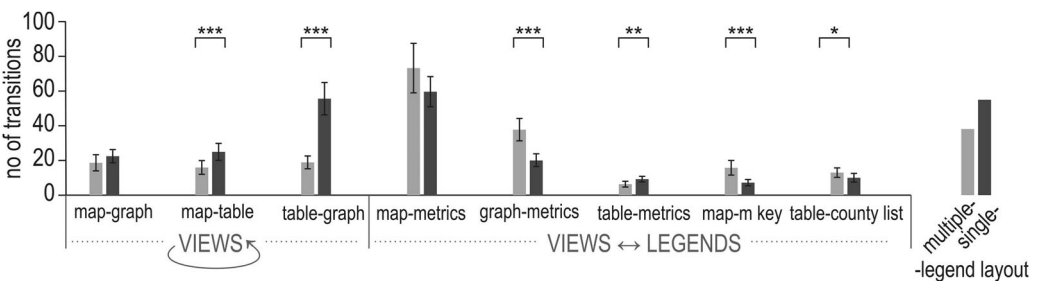 no of transitions
100
80
60
40
20
0
*** *** *** ** *** *
map-graph map-table table-graph map-metrics graph-metrics table-metrics map-m key table-county list
VIEWS VIEWS ↔ LEGENDS
multiple-
single-
-legend layout